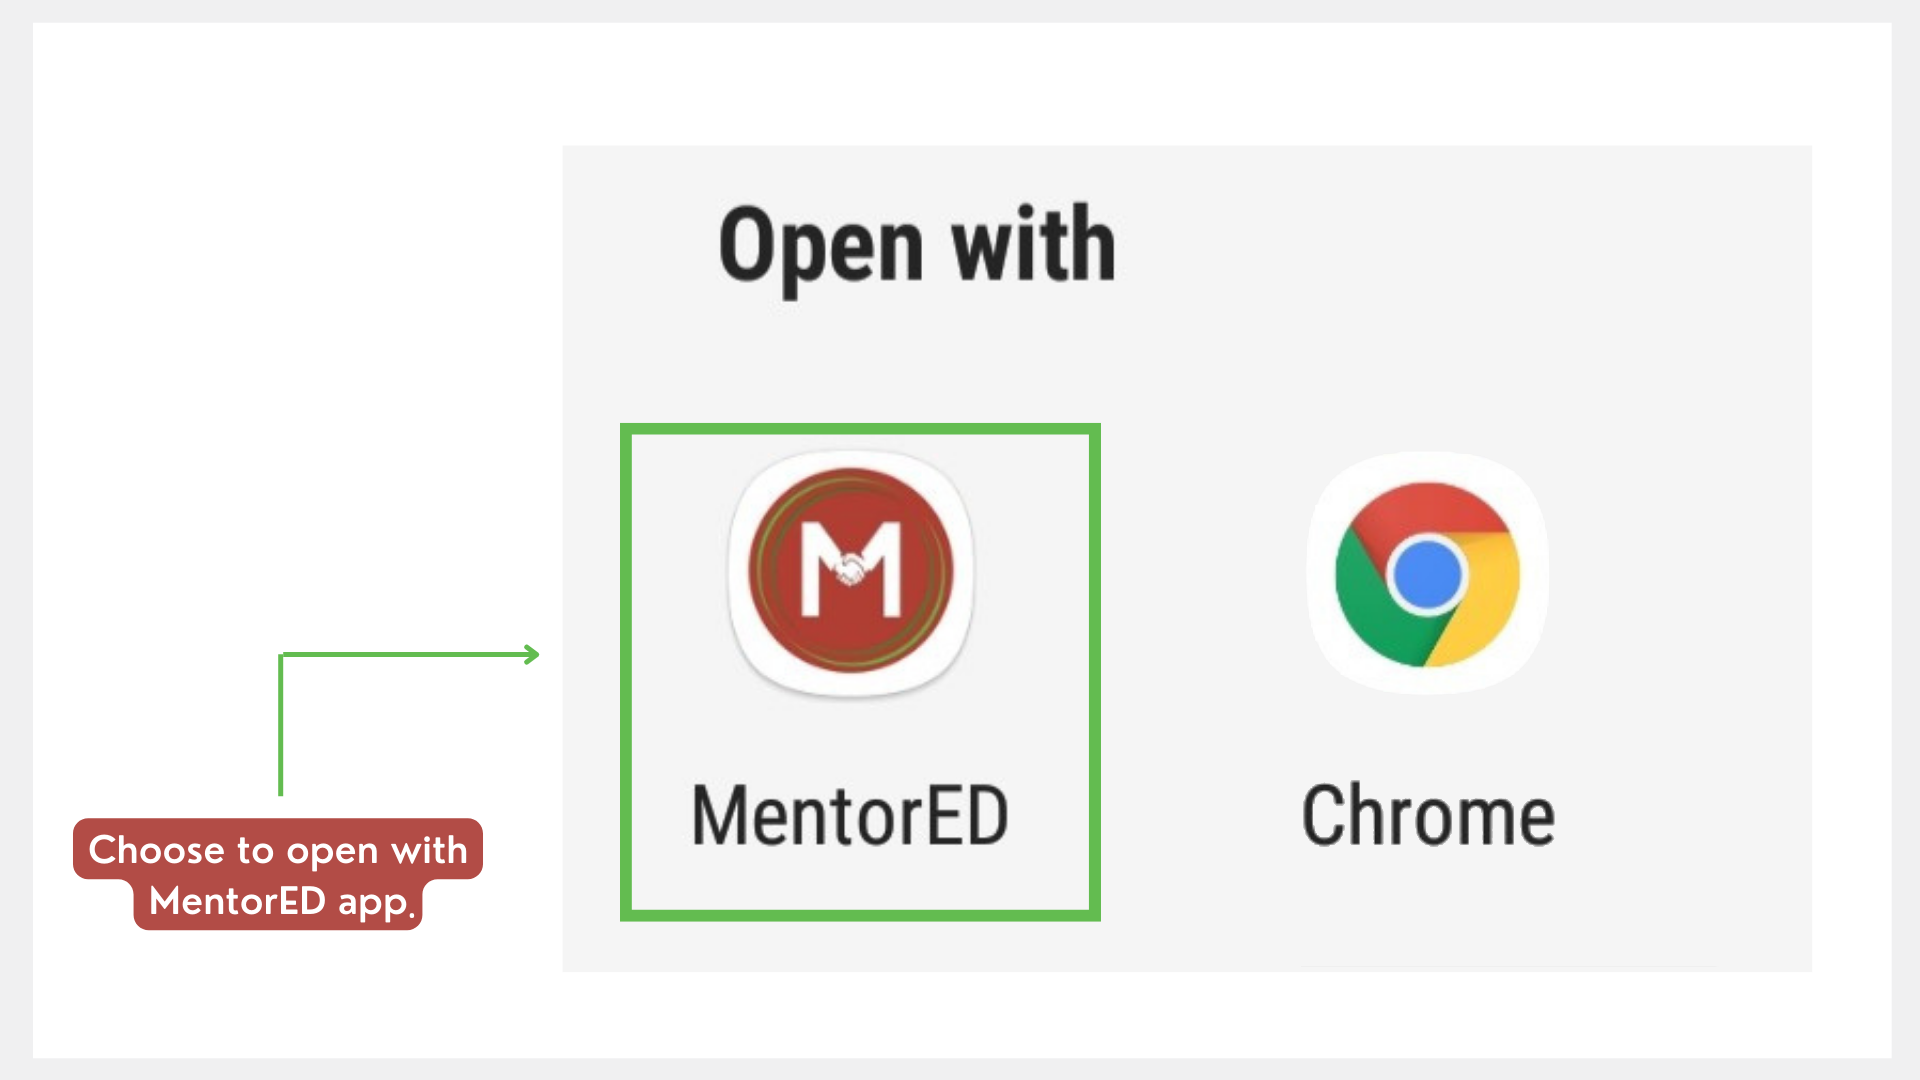 Open with
M
MentorED
Chrome
Choose to open with
MentorED app.